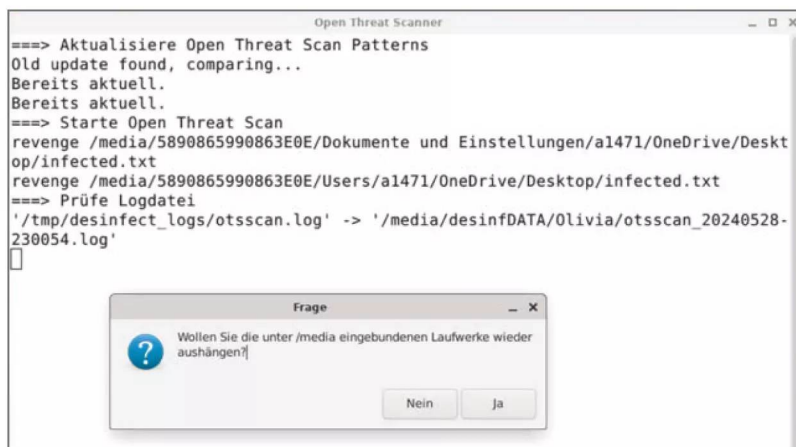 Open Threat Scanner
===> Aktualisiere Open Threat Scan Patterns
Old update found, comparing...
Bereits aktuell.
Bereits aktuell.
===> Starte Open Threat Scan
revenge /media/5890865990863E0E/Dokumente und Einstellungen/a1471/OneDrive/Deskt
op/infected.txt
revenge /media/5890865990863E0E/Users/a1471/OneDrive/Desktop/infected.txt
===> Prüfe Logdatei
'/tmp/desinfect_logs/otsscan.log' -> '/media/desinfDATA/Olivia/otsscan_20240528-
230054.log'
Frage
Wollen Sie die unter /media eingebundenen Laufwerke wieder
aushängen?
Nein
Ja